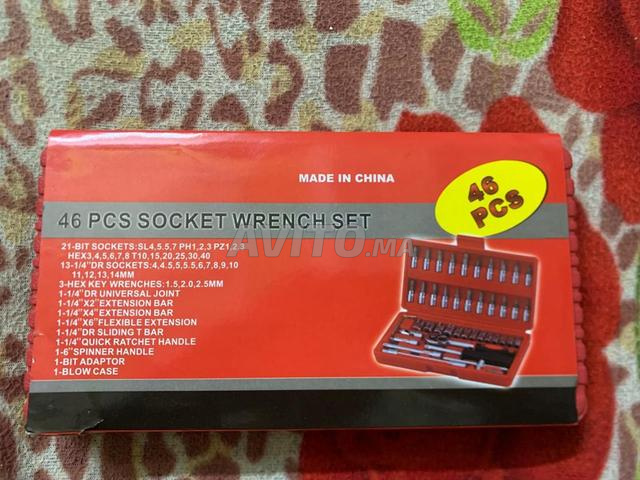 MADE IN CHINA
46
PCS
46 PCS SOCKET WRENCH SET
AVITO.ma
21-BIT SOCKETS:SL4,5.5,7 PH1,2,3 PZ1,2,3
HEX3,4,5,6,7,8 T10,15,20,25,30,40
13-1/4"DR SOCKETS:4,4.5,5,5.5,6,7,8,9,10
11,12,13,14MM
3-HEX KEY WRENCHES:1.5,2.0,2.5MM
1-1/4"DR UNIVERSAL JOINT
1-1/4"X2"EXTENSION BAR
1-1/4"X4"EXTENSION BAR
1-1/4"X6"FLEXIBLE EXTENSION
1-1/4"DR SLIDING T BAR
1-1/4"QUICK RATCHET HANDLE
1-6"SPINNER HANDLE
1-BIT ADAPTOR
1-BLOW CASE